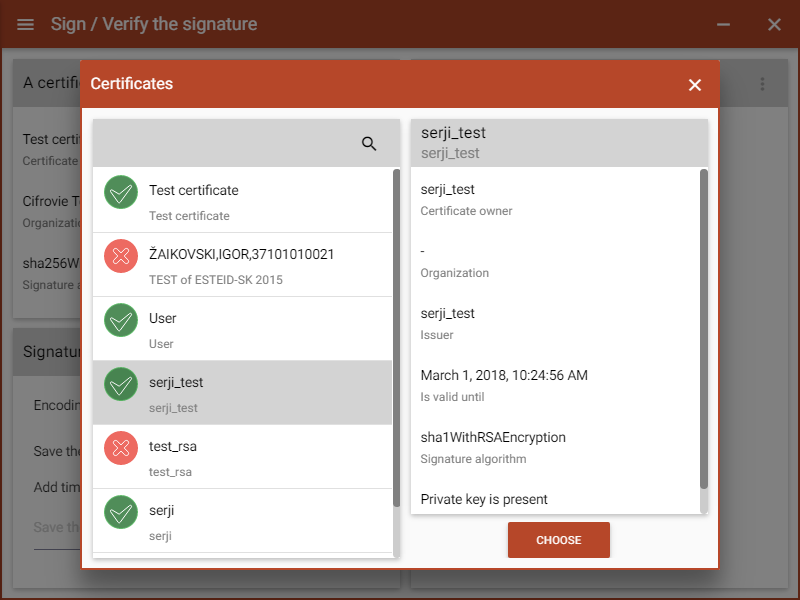 Sign / Verify the signature
Certificates
A certifi
Test certi
Certificate
Cifrovie T
Organizatio
sha256W
Signature a
Signatu
Encodin
Save the
Add tim
Save th
Test certificate
Test certificate
ŽAIKOVSKI,IGOR,37101010021
TEST of ESTEID-SK 2015
User
User
serji_test
serji_test
test_rsa
test_rsa
serji
serji
serji_test
serji_test
serji_test
Certificate owner
-
Organization
serji_test
Issuer
March 1, 2018, 10:24:56 AM
Is valid until
sha1WithRSAEncryption
Signature algorithm
Private key is present
CHOOSE